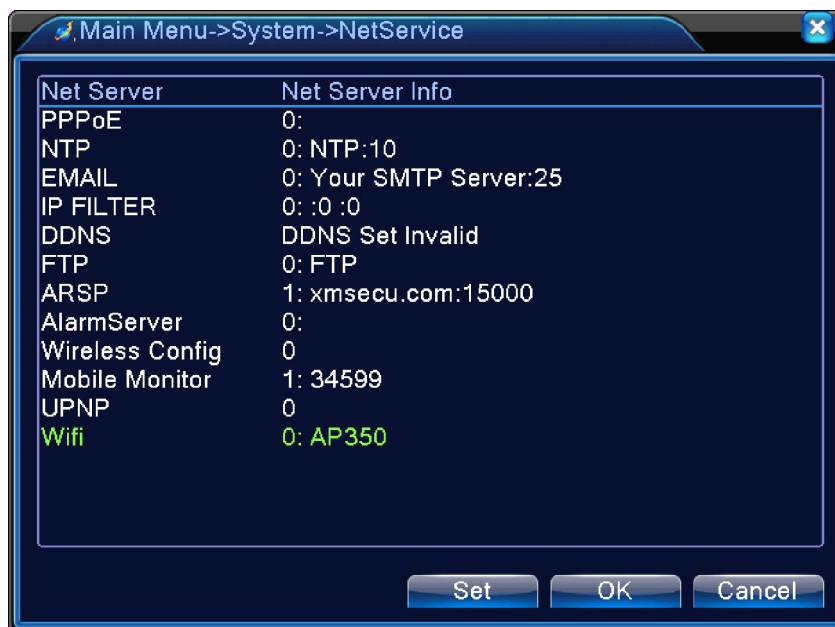 Main Menu->System->NetService
Net Server Net Server Info
PPPoE 0:
NTP 0: NTP:10
EMAIL 0: Your SMTP Server:25
IP FILTER 0: :0 :0
DDNS DDNS Set Invalid
FTP 0: FTP
ARSP 1: xmsecu.com:15000
AlarmServer 0:
Wireless Config 0
Mobile Monitor 1: 34599
UPNP 0
Wifi 0: AP350
Set OK Cancel